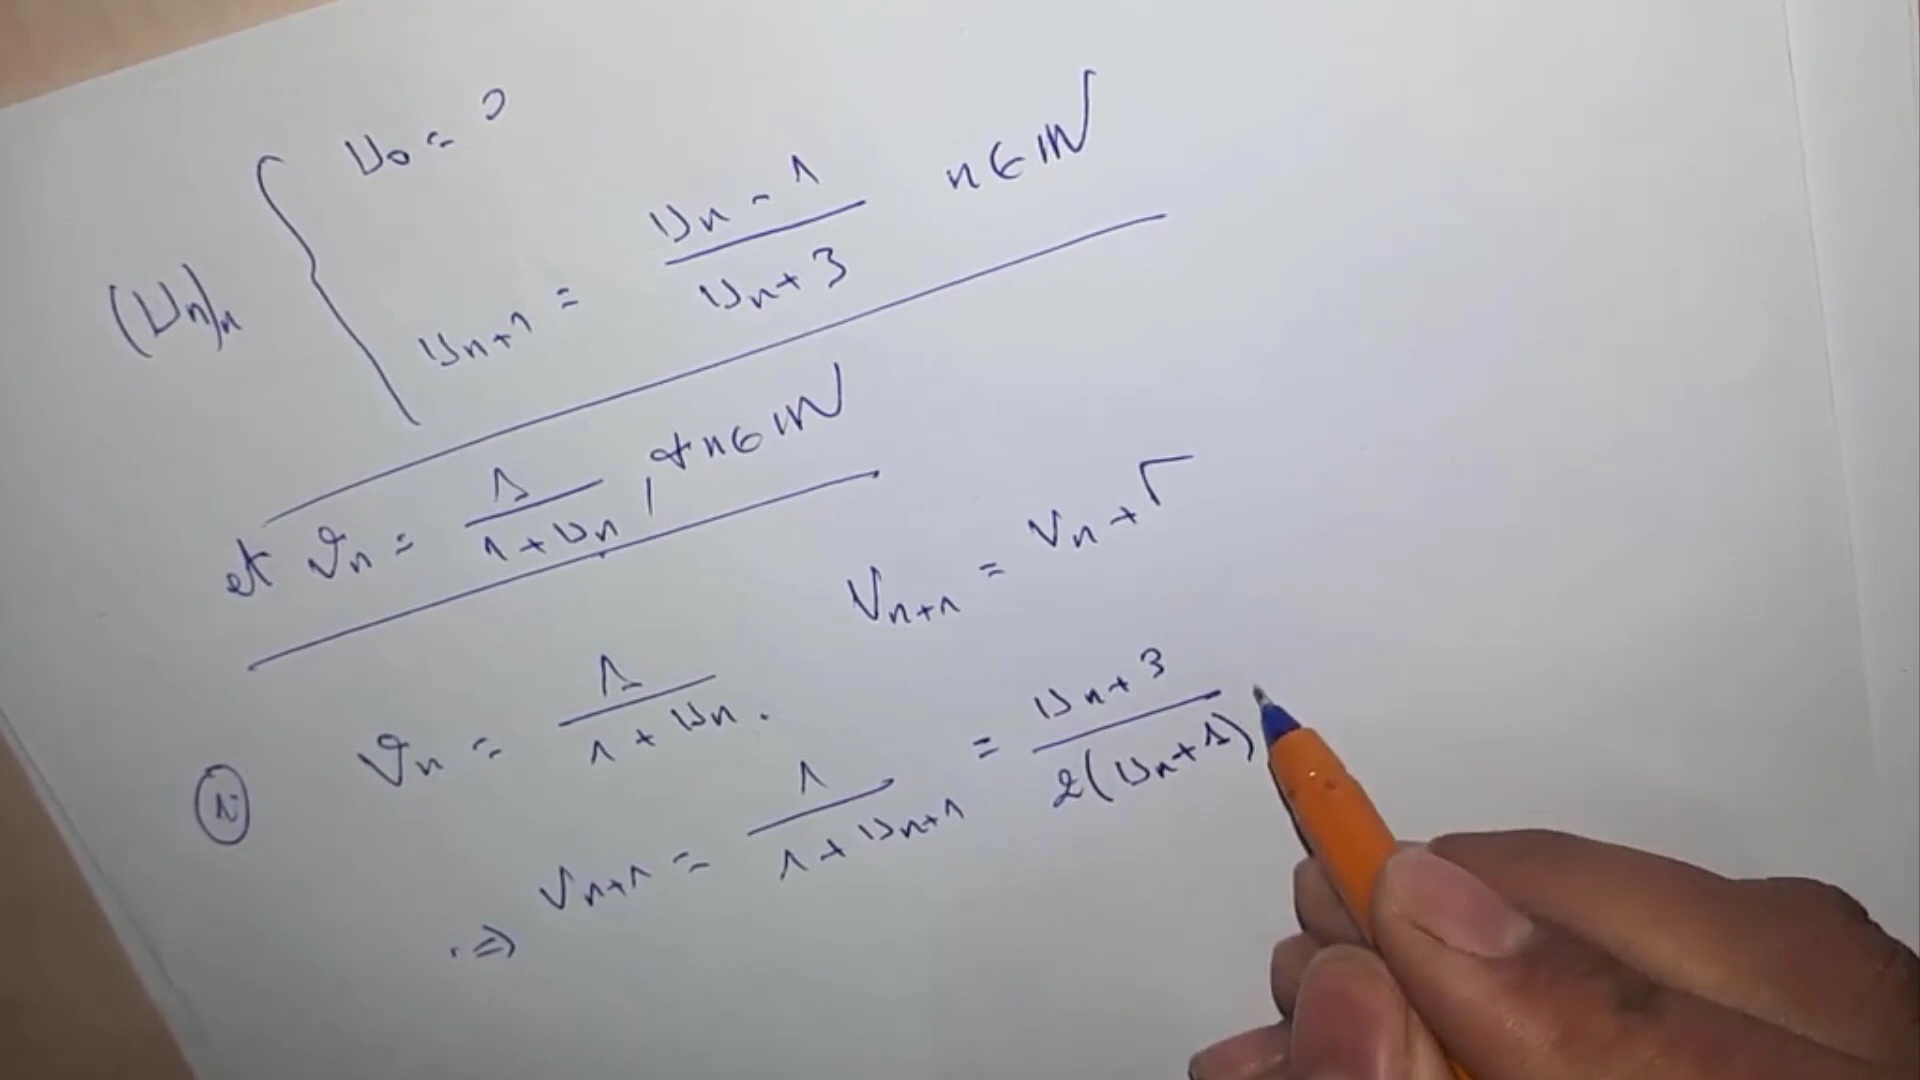 U₀ =
(Uₙ)ₙ { Uₙ₊₁ = (Uₙ - 1)/(Uₙ + 3) n ∈ ℕ
et 𝒱ₙ = 1/(1 + Uₙ), ∀ n ∈ ℕ
Vₙ₊₁ = Vₙ + r
① 𝒱ₙ = 1/(1 + Uₙ).
⇒ Vₙ₊₁ = 1/(1 + Uₙ₊₁) = (Uₙ + 3)/(2(Uₙ + 1))